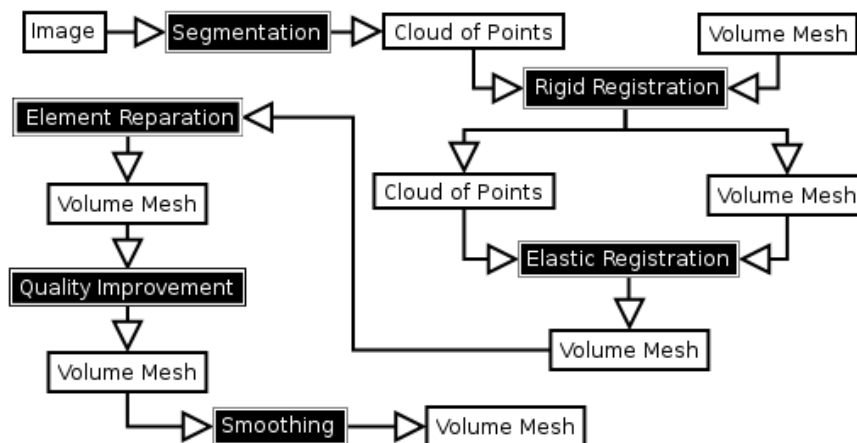 Image
Segmentation
Cloud of Points
Volume Mesh
Rigid Registration
Element Reparation
Cloud of Points
Volume Mesh
Volume Mesh
Elastic Registration
Quality Improvement
Volume Mesh
Volume Mesh
Smoothing
Volume Mesh